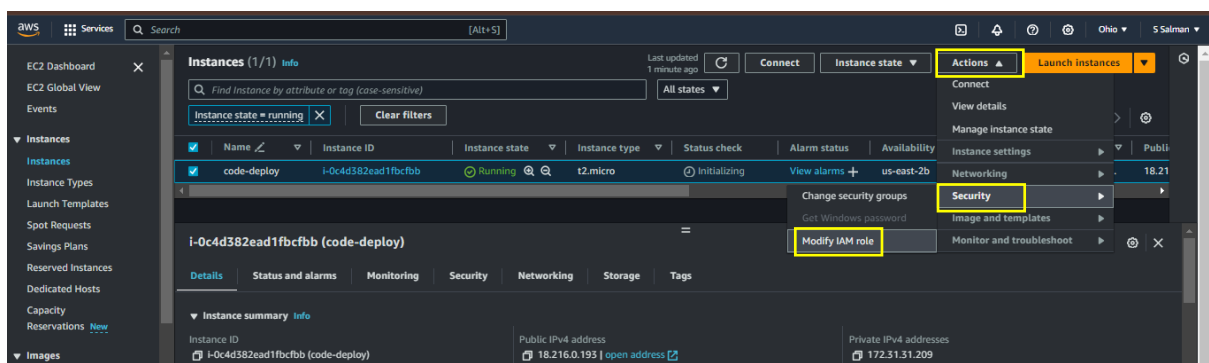 aws Services Search [Alt+S] Ohio S Salman
EC2 Dashboard
EC2 Global View
Events
Instances
Instances
Instance Types
Launch Templates
Spot Requests
Savings Plans
Reserved Instances
Dedicated Hosts
Capacity
Reservations New
Images
Instances (1/1) Info
Last updated
1 minute ago
Connect Instance state Actions Launch instances
Find Instance by attribute or tag (case-sensitive) All states
Instance state = running Clear filters
Name Instance ID Instance state Instance type Status check Alarm status Availability Publi
code-deploy i-0c4d382ead1fbcfbb Running t2.micro Initializing View alarms + us-east-2b 18.21
Connect
View details
Manage instance state
Instance settings
Networking
Security
Image and templates
Monitor and troubleshoot
Change security groups
Get Windows password
Modify IAM role
i-0c4d382ead1fbcfbb (code-deploy)
Details Status and alarms Monitoring Security Networking Storage Tags
Instance summary Info
Instance ID Public IPv4 address Private IPv4 addresses
i-0c4d382ead1fbcfbb (code-deploy) 18.216.0.193 | open address 172.31.31.209